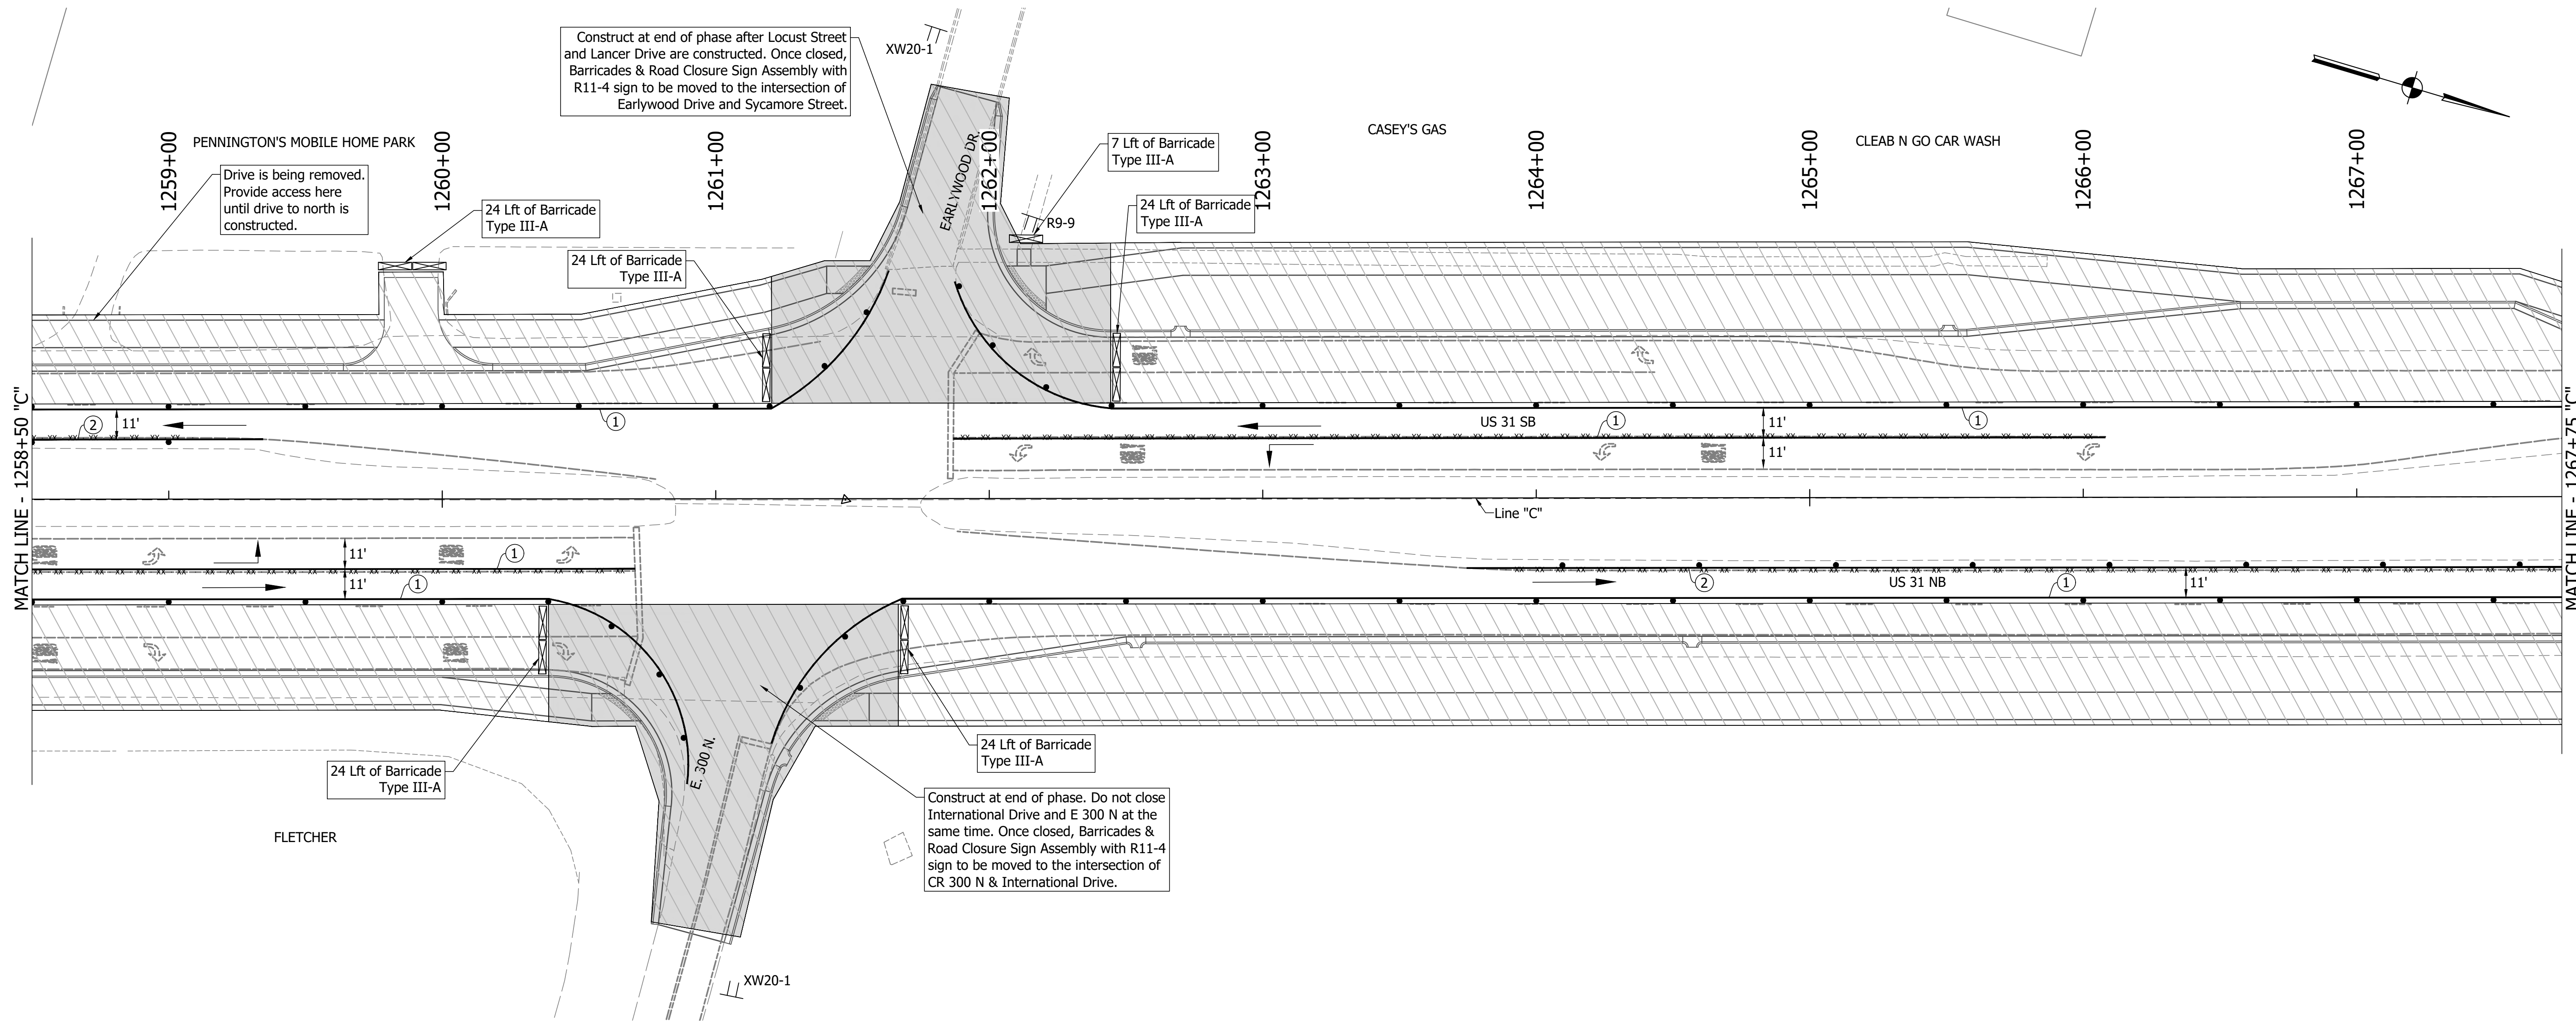 XW20-1
Construct at end of phase after Locust Street
and Lancer Drive are constructed. Once closed,
Barricades & Road Closure Sign Assembly with
R11-4 sign to be moved to the intersection of
Earlywood Drive and Sycamore Street.
PENNINGTON'S MOBILE HOME PARK
CASEY'S GAS
CLEAB N GO CAR WASH
1259+00
1260+00
1261+00
1262+00
1263+00
1264+00
1265+00
1266+00
1267+00
Drive is being removed.
Provide access here
until drive to north is
constructed.
24 Lft of Barricade
Type III-A
24 Lft of Barricade
Type III-A
EARLYWOOD DR.
7 Lft of Barricade
Type III-A
R9-9
24 Lft of Barricade
Type III-A
MATCH LINE - 1258+50 "C"
2
11'
1
US 31 SB
1
11'
1
11'
Line "C"
11'
1
11'
1
2
US 31 NB
1
11'
MATCH LINE - 1267+75 "C"
24 Lft of Barricade
Type III-A
E. 300 N.
24 Lft of Barricade
Type III-A
Construct at end of phase. Do not close
International Drive and E 300 N at the
same time. Once closed, Barricades &
Road Closure Sign Assembly with R11-4
sign to be moved to the intersection of
CR 300 N & International Drive.
FLETCHER
XW20-1